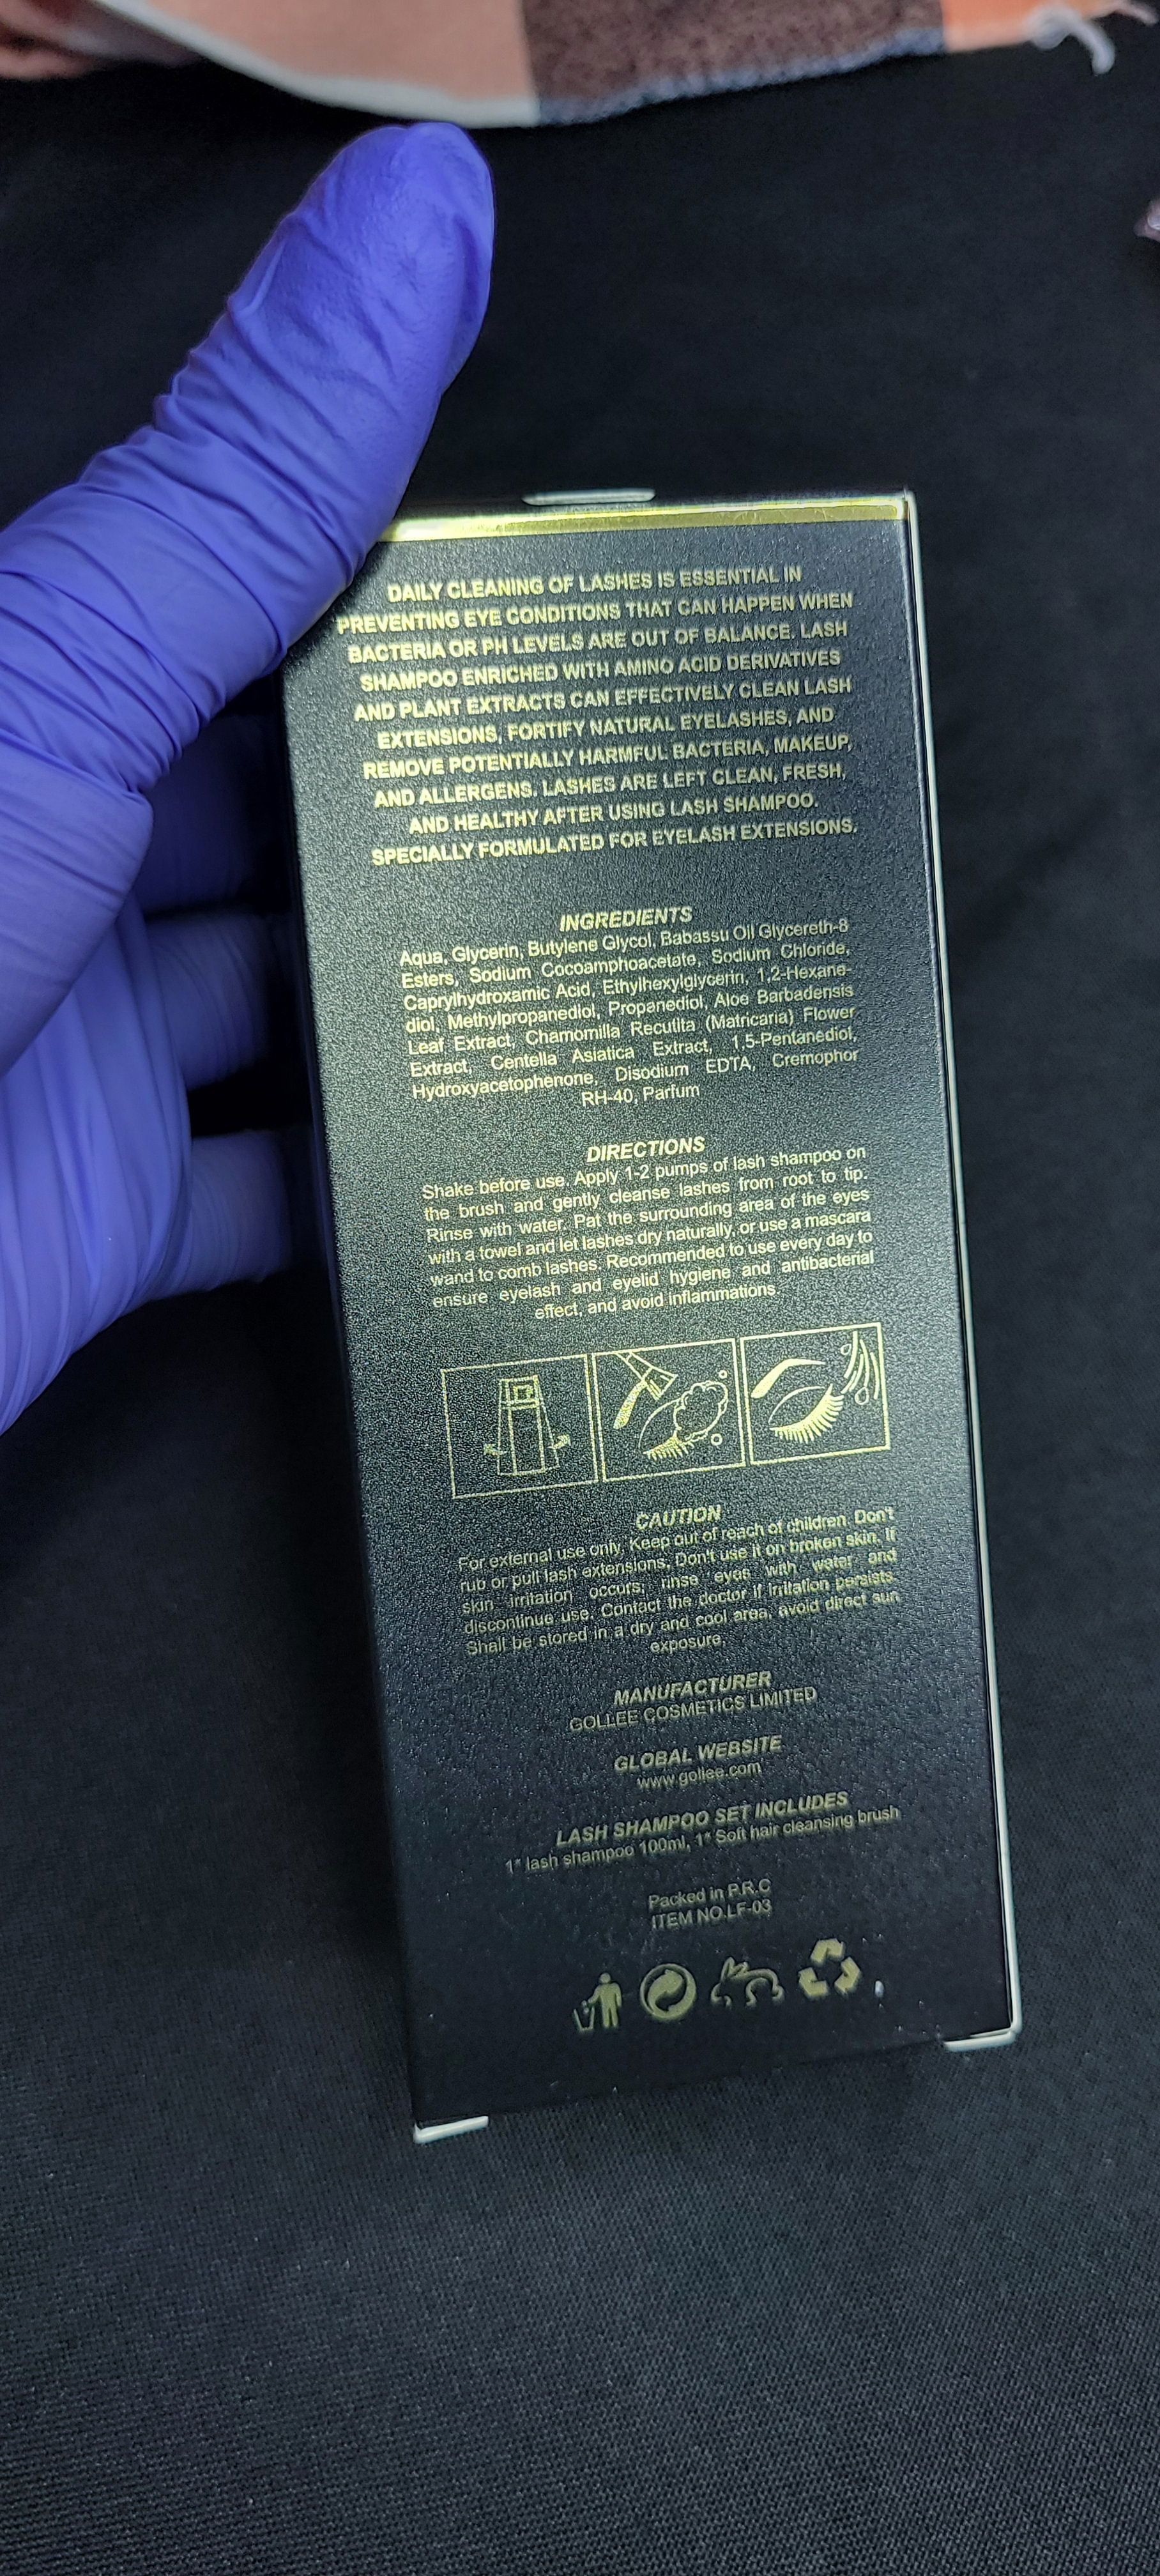 DAILY CLEANING OF LASHES IS ESSENTIAL IN
PREVENTING EYE CONDITIONS THAT CAN HAPPEN WHEN
BACTERIA OR PH LEVELS ARE OUT OF BALANCE. LASH
SHAMPOO ENRICHED WITH AMINO ACID DERIVATIVES
AND PLANT EXTRACTS CAN EFFECTIVELY CLEAN LASH
EXTENSIONS, FORTIFY NATURAL EYELASHES, AND
REMOVE POTENTIALLY HARMFUL BACTERIA, MAKEUP,
AND ALLERGENS. LASHES ARE LEFT CLEAN, FRESH,
AND HEALTHY AFTER USING LASH SHAMPOO.
SPECIALLY FORMULATED FOR EYELASH EXTENSIONS.
INGREDIENTS
Aqua, Glycerin, Butylene Glycol, Babassu Oil Glycereth-8
Esters, Sodium Cocoamphoacetate, Sodium Chloride,
Caprylhydroxamic Acid, Ethylhexylglycerin, 1,2-Hexane-
diol, Methylpropanediol, Propanediol, Aloe Barbadensis
Leaf Extract, Chamomilla Recutita (Matricaria) Flower
Extract, Centella Asiatica Extract, 1,5-Pentanediol,
Hydroxyacetophenone, Disodium EDTA, Cremophor
RH-40, Parfum
DIRECTIONS
Shake before use. Apply 1-2 pumps of lash shampoo on
the brush and gently cleanse lashes from root to tip.
Rinse with water. Pat the surrounding area of the eyes
with a towel and let lashes dry naturally, or use a mascara
wand to comb lashes. Recommended to use every day to
ensure eyelash and eyelid hygiene and antibacterial
effect, and avoid inflammations.
CAUTION
For external use only. Keep out of reach of children. Don't
rub or pull lash extensions. Don't use it on broken skin. If
skin irritation occurs, rinse eyes with water and
discontinue use. Contact the doctor if irritation persists.
Shall be stored in a dry and cool area, avoid direct sun
exposure.
MANUFACTURER
GOLLEE COSMETICS LIMITED
GLOBAL WEBSITE
www.gollee.com
LASH SHAMPOO SET INCLUDES
1* lash shampoo 100ml, 1* Soft hair cleansing brush
Packed in P.R.C
ITEM NO.LF-03